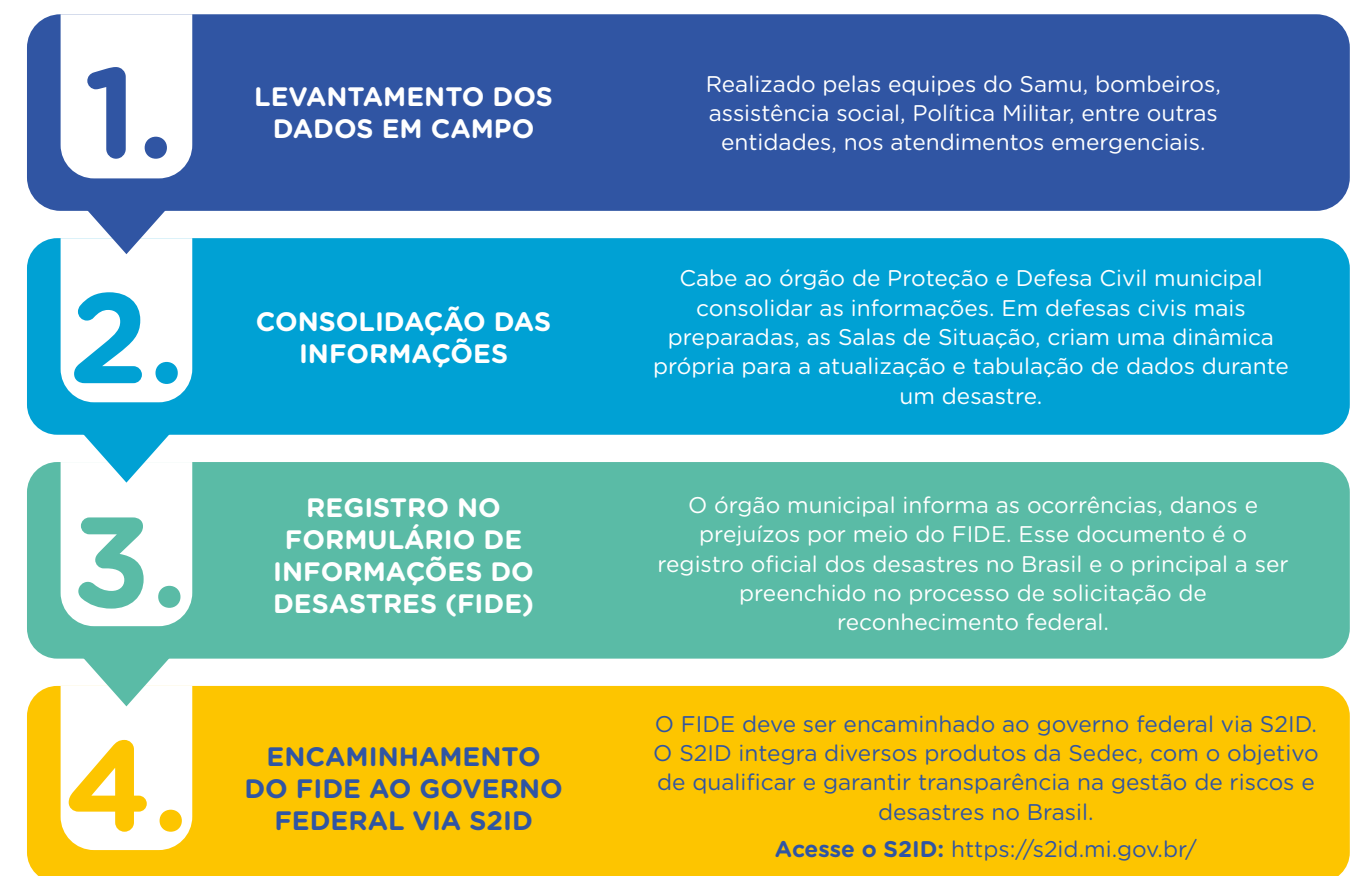 1.
LEVANTAMENTO DOS
DADOS EM CAMPO
Realizado pelas equipes do Samu, bombeiros,
assistência social, Política Militar, entre outras
entidades, nos atendimentos emergenciais.
2.
CONSOLIDAÇÃO DAS
INFORMAÇÕES
Cabe ao órgão de Proteção e Defesa Civil municipal
consolidar as informações. Em defesas civis mais
preparadas, as Salas de Situação, criam uma dinâmica
própria para a atualização e tabulação de dados durante
um desastre.
3.
REGISTRO NO
FORMULÁRIO DE
INFORMAÇÕES DO
DESASTRES (FIDE)
O órgão municipal informa as ocorrências, danos e
prejuízos por meio do FIDE. Esse documento é o
registro oficial dos desastres no Brasil e o principal a ser
preenchido no processo de solicitação de
reconhecimento federal.
4.
ENCAMINHAMENTO
DO FIDE AO GOVERNO
FEDERAL VIA S2ID
O FIDE deve ser encaminhado ao governo federal via S2ID.
O S2ID integra diversos produtos da Sedec, com o objetivo
de qualificar e garantir transparência na gestão de riscos e
desastres no Brasil.
Acesse o S2ID: https://s2id.mi.gov.br/